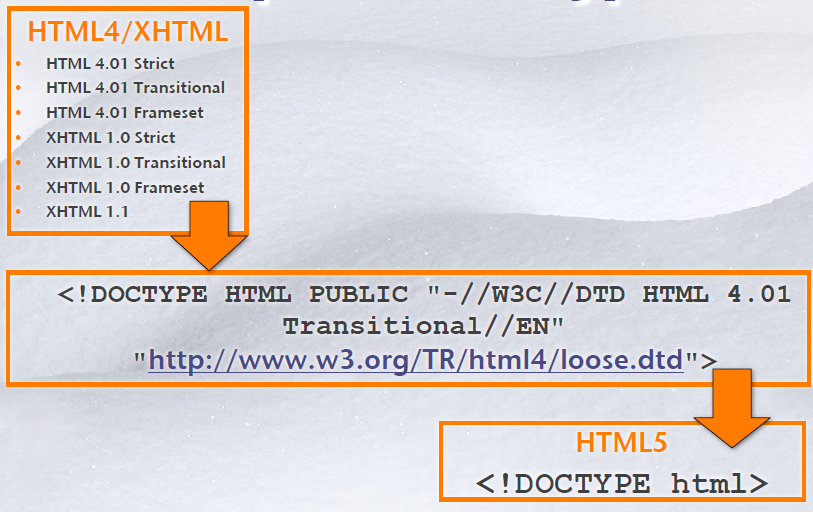 HTML4/XHTML
• HTML 4.01 Strict
• HTML 4.01 Transitional
• HTML 4.01 Frameset
• XHTML 1.0 Strict
• XHTML 1.0 Transitional
• XHTML 1.0 Frameset
• XHTML 1.1
<!DOCTYPE HTML PUBLIC "-//W3C//DTD HTML 4.01
Transitional//EN"
"http://www.w3.org/TR/html4/loose.dtd">
HTML5
<!DOCTYPE html>